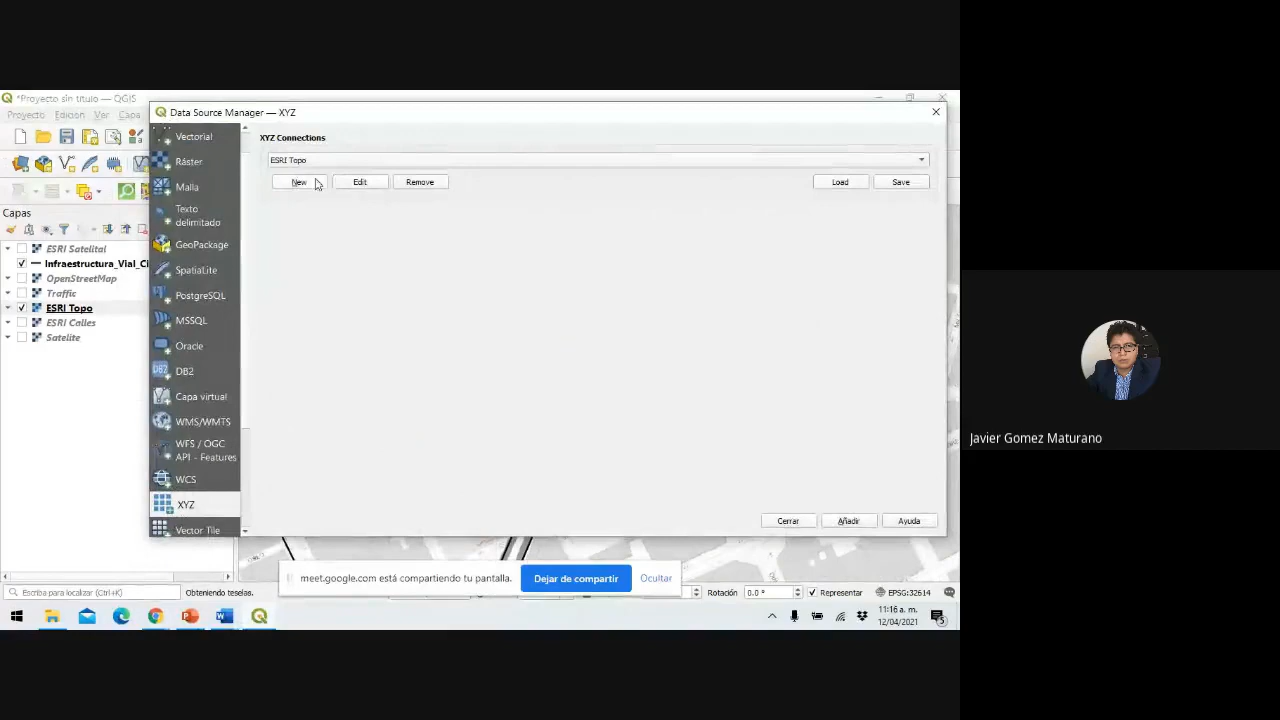 *Proyecto sin título — QGIS
Proyecto Edición Ver Capa
Data Source Manager — XYZ
Vectorial
Ráster
Malla
Texto
delimitado
GeoPackage
SpatiaLite
PostgreSQL
MSSQL
Oracle
DB2
Capa virtual
WMS/WMTS
WFS / OGC
API - Features
WCS
XYZ
Vector Tile
XYZ Connections
ESRI Topo
New Edit Remove Load Save
Cerrar Añadir Ayuda
Capas
ESRI Satelital
Infraestructura_Vial_Ci
OpenStreetMap
Traffic
ESRI Topo
ESRI Calles
Satelite
meet.google.com está compartiendo tu pantalla. Dejar de compartir Ocultar
Escriba para localizar (Ctrl+K) Obteniendo teselas. Rotación 0.0 ° Representar EPSG:32614
11:16 a. m.
12/04/2021
5
Javier Gomez Maturano